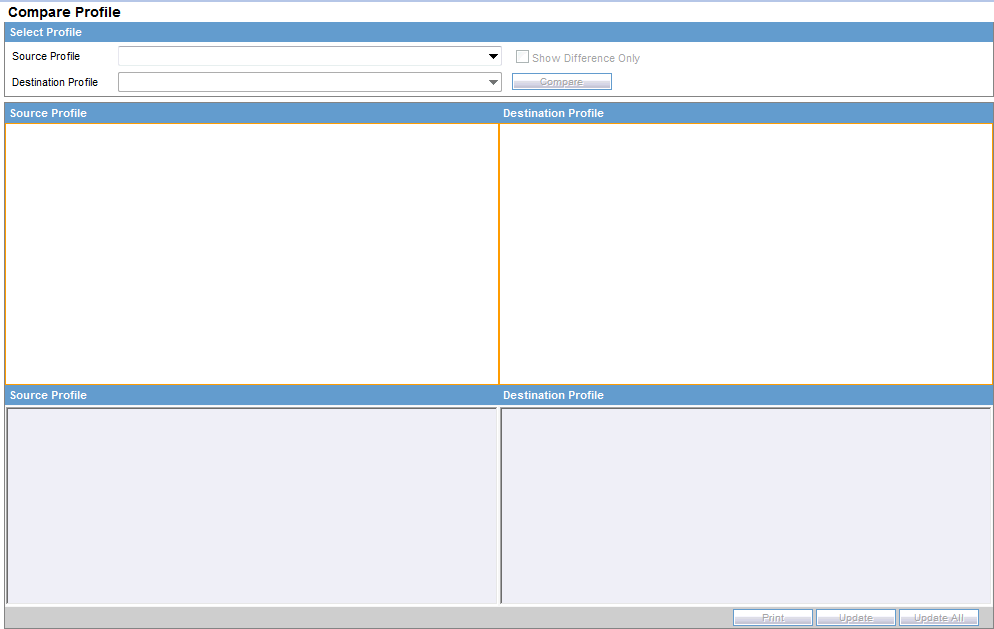 Compare Profile
Select Profile
Source Profile
Show Difference Only
Destination Profile
Compare
Source Profile Destination Profile
Source Profile Destination Profile
Print Update Update All